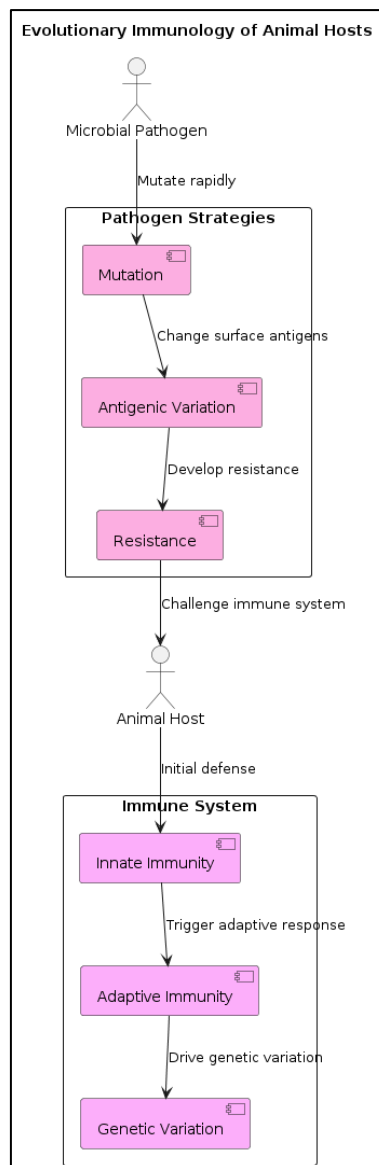 Evolutionary Immunology of Animal Hosts
Microbial Pathogen
Mutate rapidly
Pathogen Strategies
Mutation
Change surface antigens
Antigenic Variation
Develop resistance
Resistance
Challenge immune system
Animal Host
Initial defense
Immune System
Innate Immunity
Trigger adaptive response
Adaptive Immunity
Drive genetic variation
Genetic Variation